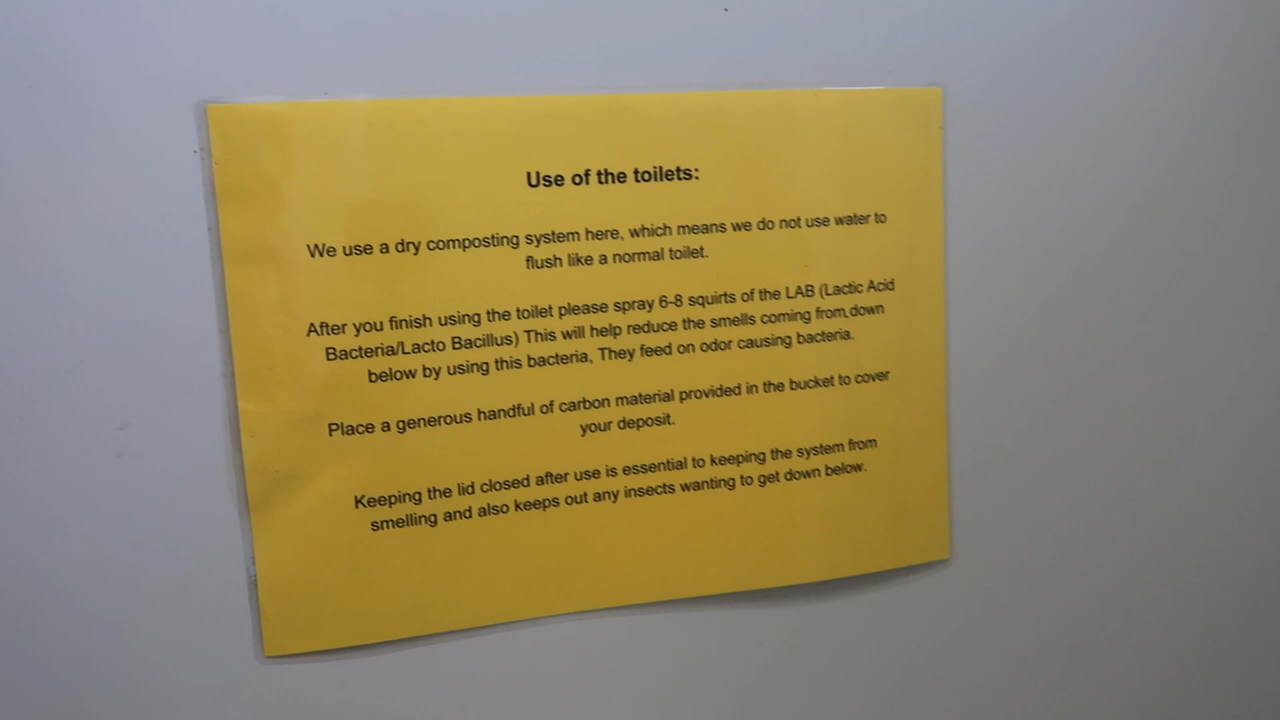 Use of the toilets:
We use a dry composting system here, which means we do not use water to
flush like a normal toilet.
After you finish using the toilet please spray 6-8 squirts of the LAB (Lactic Acid
Bacteria/Lacto Bacillus) This will help reduce the smells coming from down
below by using this bacteria, They feed on odor causing bacteria.
Place a generous handful of carbon material provided in the bucket to cover
your deposit.
Keeping the lid closed after use is essential to keeping the system from
smelling and also keeps out any insects wanting to get down below.